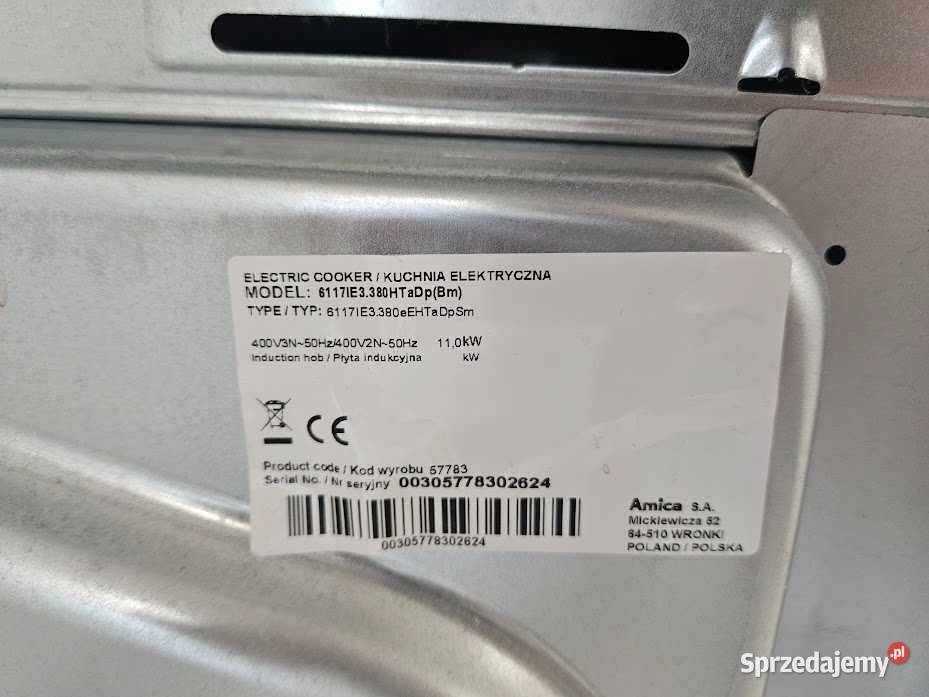 ELECTRIC COOKER / KUCHNIA ELEKTRYCZNA
MODEL: 6117IE3.380HTaDp(Bm)
TYPE / TYP: 6117IE3.380eEHTaDpSm
400V3N~50Hz/400V2N~50Hz 11,0kW
Induction hob / Płyta indukcyjna kW
CE
Product code / Kod wyrobu 57783
Serial No. / Nr seryjny 00305778302624
00305778302624
Amica S.A.
Mickiewicza 52
64-510 WRONKI
POLAND / POLSKA
Sprzedajemy.pl